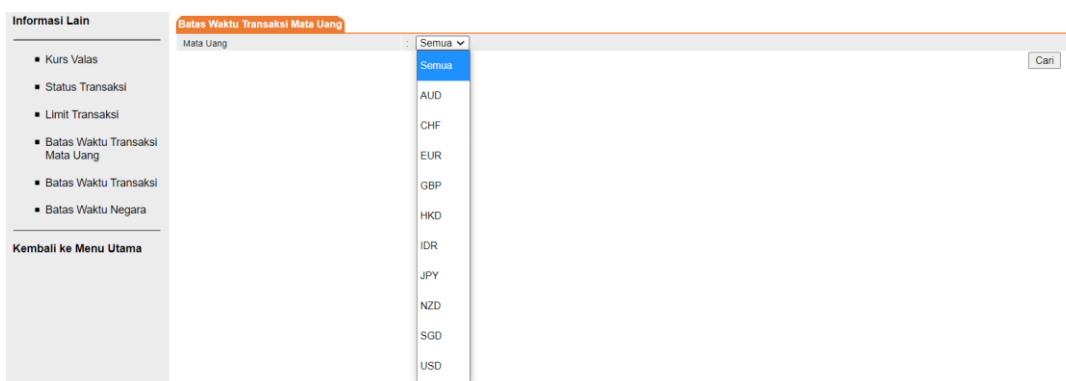 Informasi Lain
Kurs Valas
Status Transaksi
Limit Transaksi
Batas Waktu Transaksi
Mata Uang
Batas Waktu Transaksi
Batas Waktu Negara
Kembali ke Menu Utama
Batas Waktu Transaksi Mata Uang
Mata Uang : Semua
Cari
Semua
AUD
CHF
EUR
GBP
HKD
IDR
JPY
NZD
SGD
USD